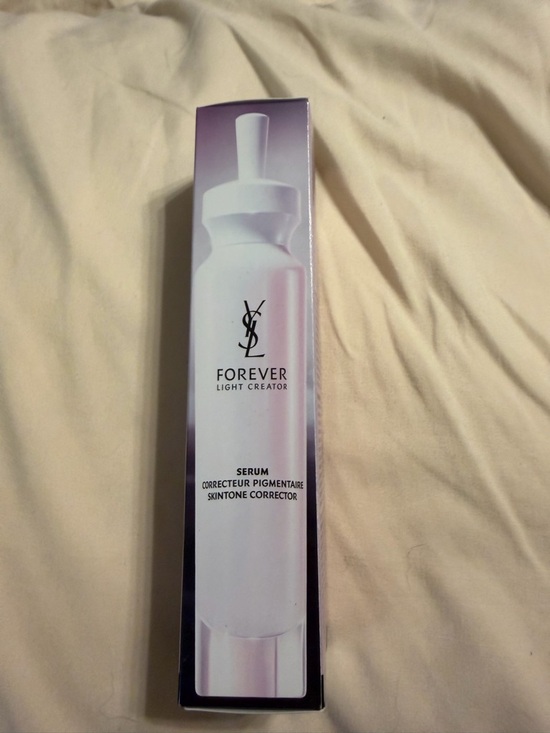 YSL
FOREVER
LIGHT CREATOR
SERUM
CORRECTEUR PIGMENTAIRE
SKINTONE CORRECTOR